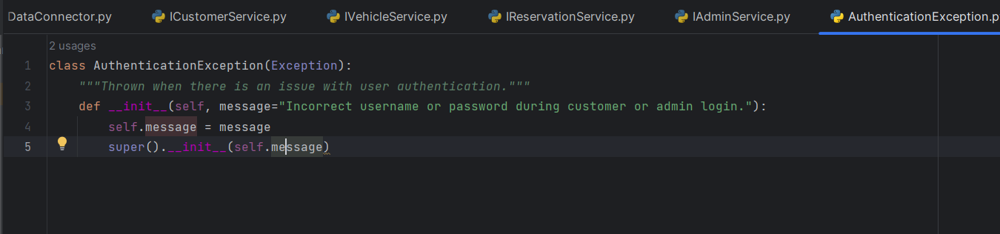 DataConnector.py ICustomerService.py IVehicleService.py IReservationService.py IAdminService.py AuthenticationException.p
2 usages
1 class AuthenticationException(Exception):
2 """Thrown when there is an issue with user authentication."""
3 def __init__(self, message="Incorrect username or password during customer or admin login."):
4 self.message = message
5 super().__init__(self.message)